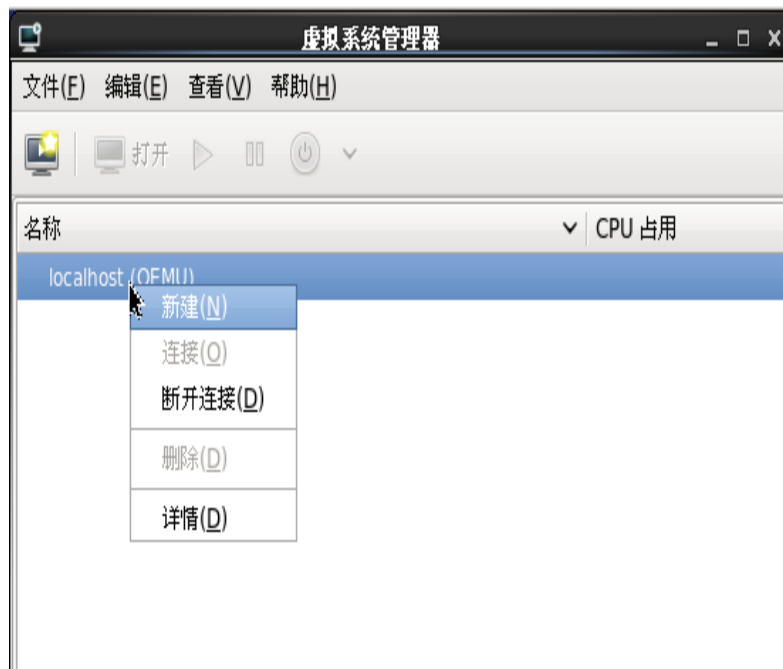 虚拟系统管理器
文件(F) 编辑(E) 查看(V) 帮助(H)
打开
名称 CPU 占用
localhost (QEMU)
新建(N)
连接(O)
断开连接(D)
删除(D)
详情(D)